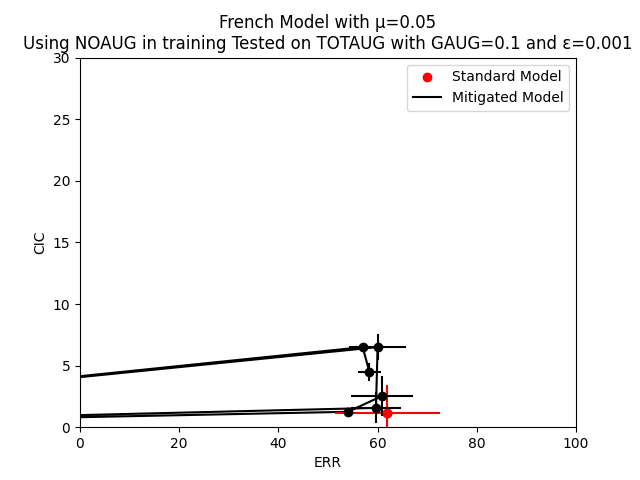 French Model with μ=0.05
Using NOAUG in training Tested on TOTAUG with GAUG=0.1 and ε=0.001
Standard Model
Mitigated Model
30
25
20
15
10
5
0
CIC
0 20 40 60 80 100
ERR